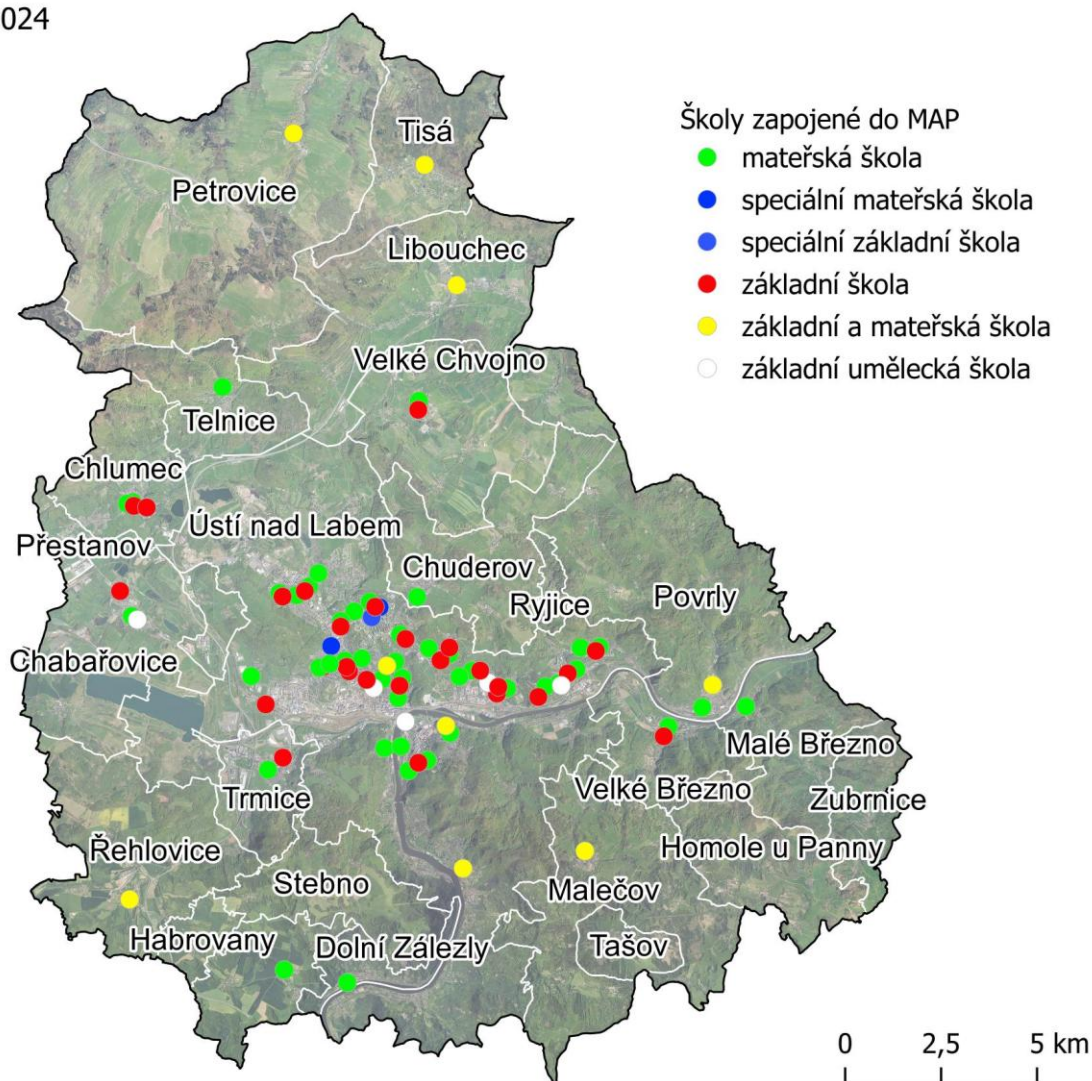 024
Školy zapojené do MAP
mateřská škola
speciální mateřská škola
speciální základní škola
základní škola
základní a mateřská škola
základní umělecká škola
Tisá
Petrovice
Libouchec
Velké Chvojno
Telnice
Chlumec
Ústí nad Labem
Přestanov
Chuderov
Ryjice
Povrly
Chabařovice
Malé Březno
Velké Březno
Zubrnice
Trmice
Řehlovice
Homole u Panny
Stebno
Malečov
Habrovany
Dolní Zálezly
Tašov
0 2,5 5 km